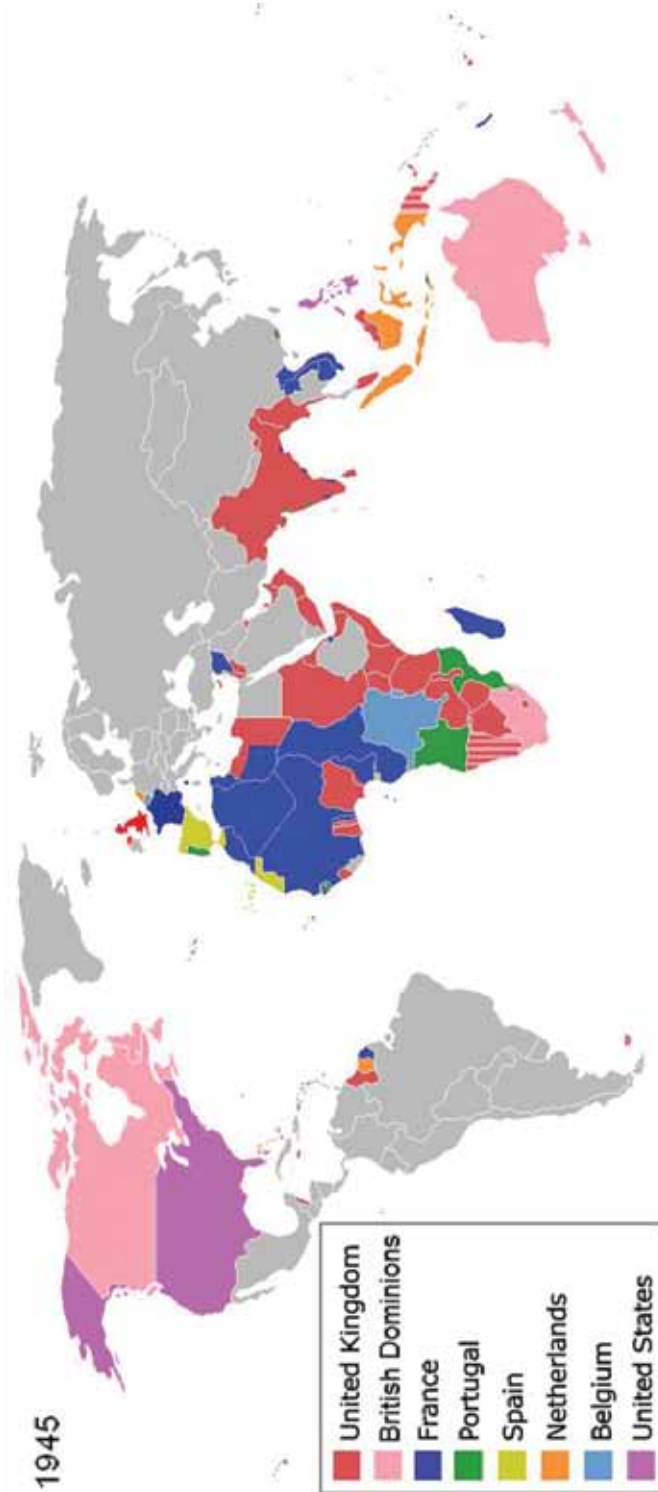 1945
United Kingdom
British Dominions
France
Portugal
Spain
Netherlands
Belgium
United States